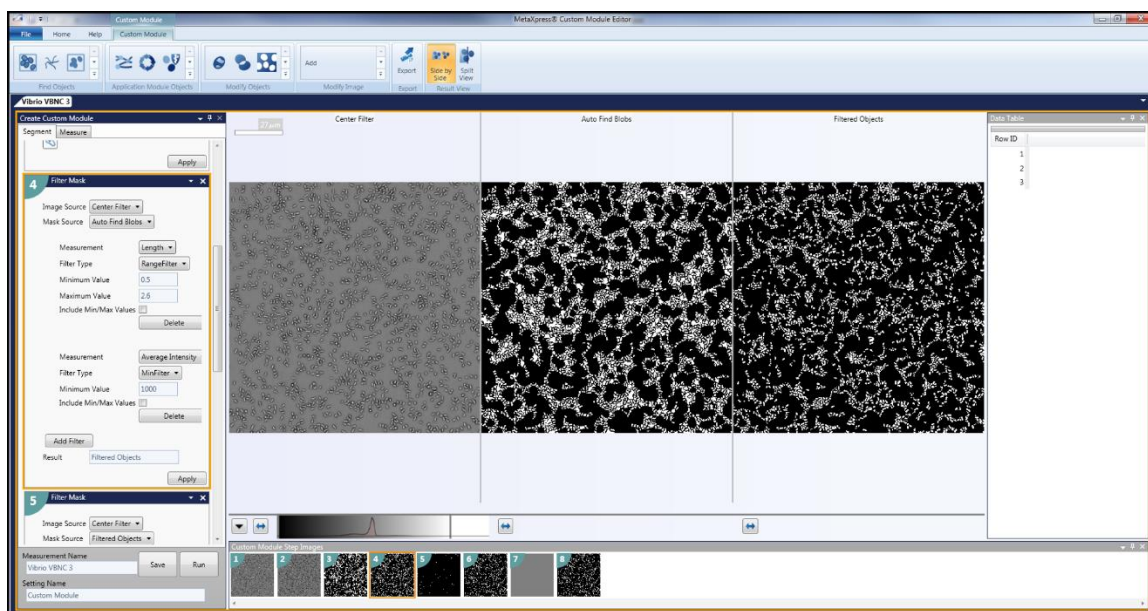 Custom Module
MetaXpress® Custom Module Editor
File Home Help Custom Module
Add
Export
Side by Side
Split View
Find Objects
Application Module Objects
Modify Objects
Modify Image
Export
Result View
Vibrio VBNC 3
Create Custom Module
Segment Measure
Apply
4 Filter Mask
Image Source Center Filter
Mask Source Auto Find Blobs
Measurement Length
Filter Type RangeFilter
Minimum Value 0.5
Maximum Value 2.6
Include Min/Max Values
Delete
Measurement Average Intensity
Filter Type MinFilter
Minimum Value 1000
Include Min/Max Values
Delete
Add Filter
Result Filtered Objects
Apply
5 Filter Mask
Image Source Center Filter
Mask Source Filtered Objects
Measurement Name
Vibrio VBNC 3
Save Run
Setting Name
Custom Module
Center Filter
Auto Find Blobs
Filtered Objects
Custom Module Step Images
1 2 3 4 5 6 7 8
Data Table
Row ID
1
2
3